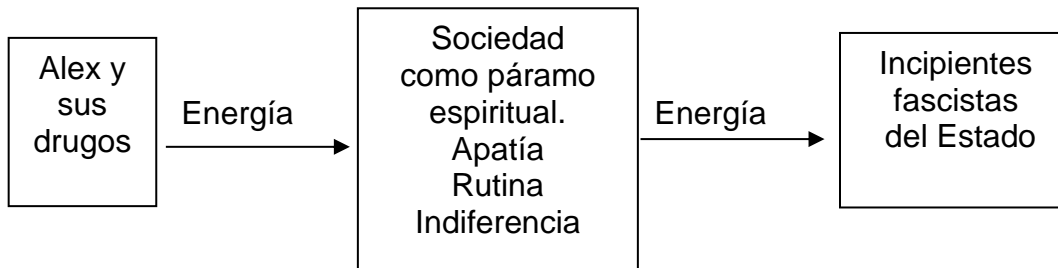 Alex y
sus
drugos
Energía
Sociedad
como páramo
espiritual.
Apatía
Rutina
Indiferencia
Energía
Incipientes
fascistas
del Estado